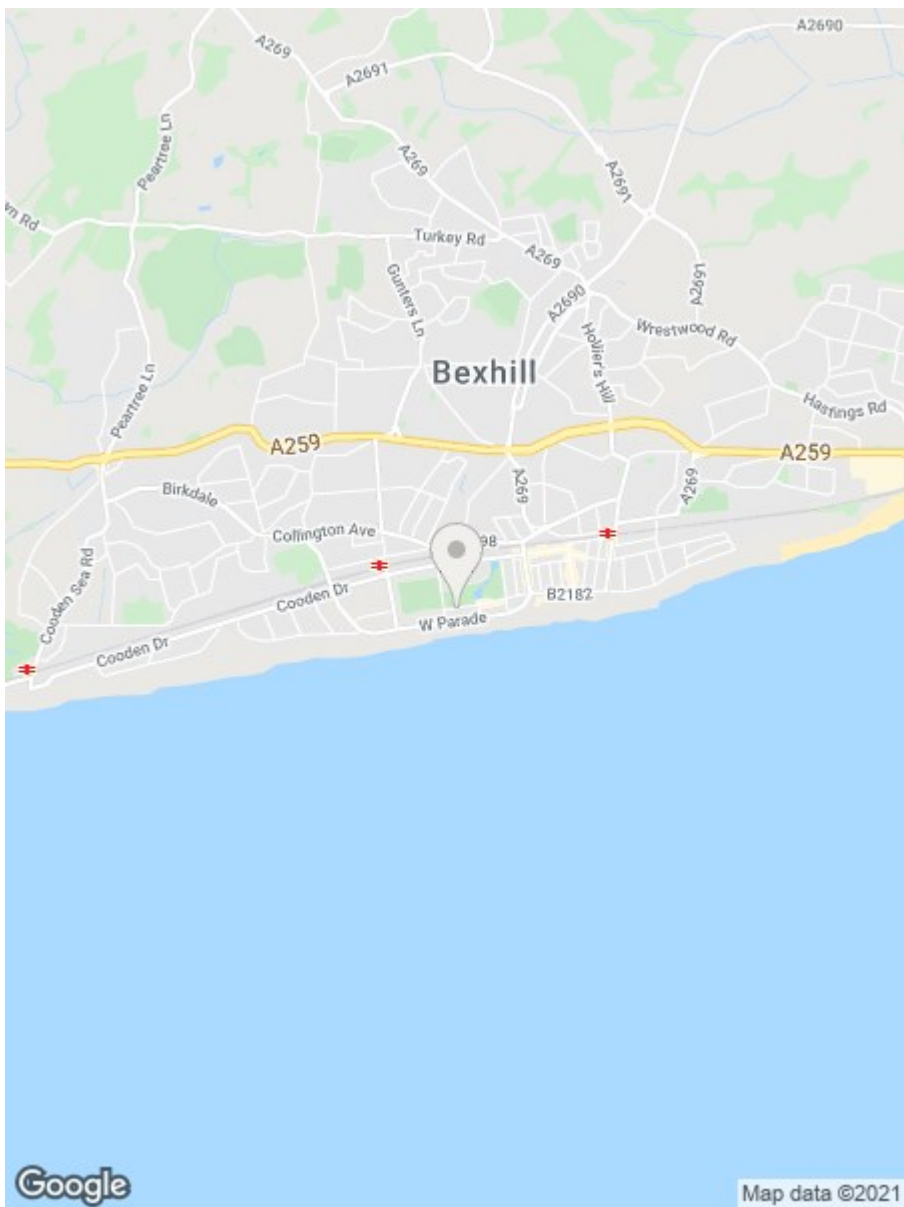 A2690
A269
A2691
Peartree Ln
A269
A2691
wn Rd
Turkey Rd
A269
A2691
Gunters Ln
A2690
Wrestwood Rd
Bexhill
Hollier's Hill
Peartree Ln
Hastings Rd
A259
A259
A269
A269
Birkdale
Collington Ave
98
Cooden Sea Rd
Cooden Dr
B2182
W Parade
Cooden Dr
Google
Map data ©2021